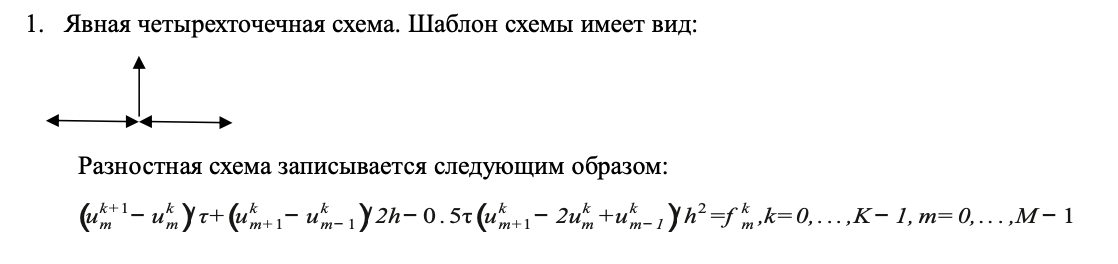 1. Явная четырехточечная схема. Шаблон схемы имеет вид:
Разностная схема записывается следующим образом:
(u_m^{k+1} − u_m^k)/τ + (u_{m+1}^k − u_{m−1}^k)/2h − 0.5τ(u_{m+1}^k − 2u_m^k + u_{m−1}^k)/h^2 = f_m^k, k=0,...,K−1, m=0,...,M−1